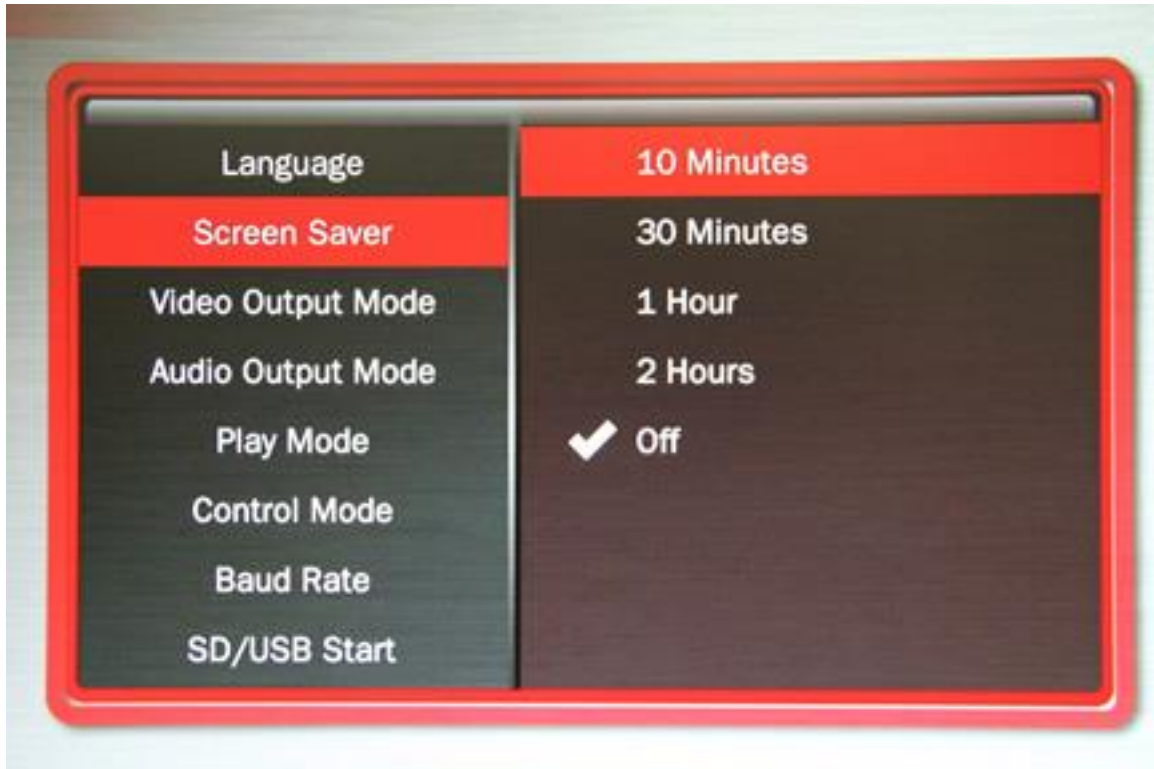 Language
Screen Saver
Video Output Mode
Audio Output Mode
Play Mode
Control Mode
Baud Rate
SD/USB Start
10 Minutes
30 Minutes
1 Hour
2 Hours
Off